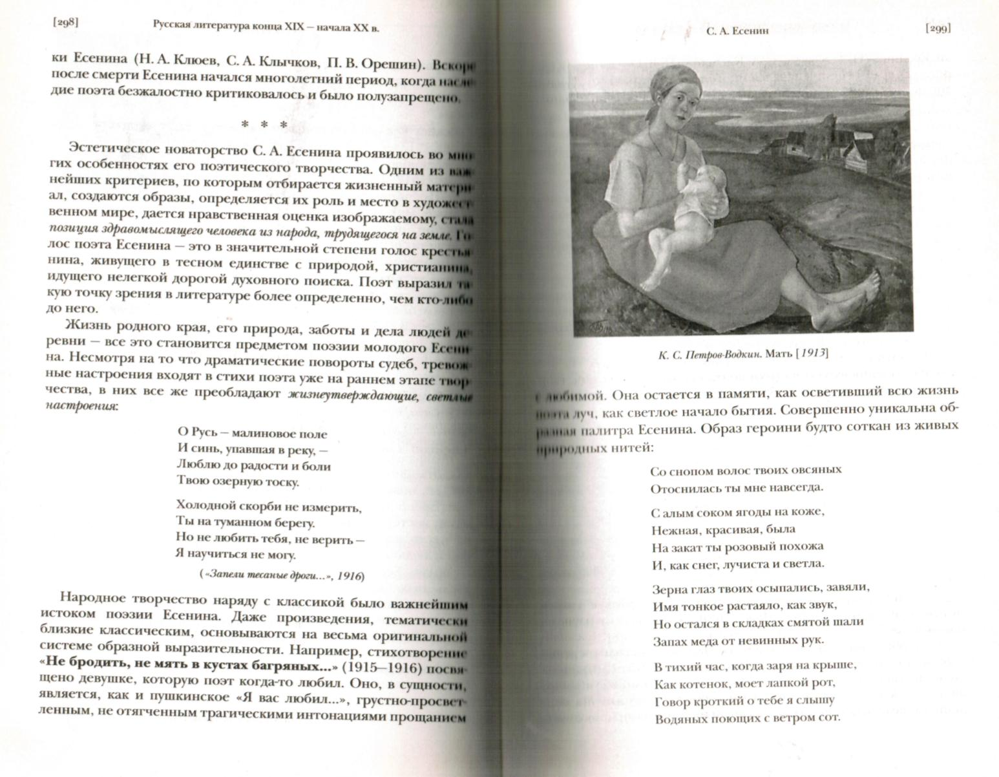 [298]
Русская литература конца XIX – начала XX в.
ки Есенина (Н. А. Клюев, С. А. Клычков, П. В. Орешин). Вскоре
после смерти Есенина начался многолетний период, когда насле-
дие поэта безжалостно критиковалось и было полузапрещено.
* * *
Эстетическое новаторство С. А. Есенина проявилось во мно-
гих особенностях его поэтического творчества. Одним из важ-
нейших критериев, по которым отбирается жизненный матери-
ал, создаются образы, определяется их роль и место в художест-
венном мире, дается нравственная оценка изображаемому, стала
позиция здравомыслящего человека из народа, трудящегося на земле. Го-
лос поэта Есенина – это в значительной степени голос крестья-
нина, живущего в тесном единстве с природой, христианина,
идущего нелегкой дорогой духовного поиска. Поэт выразил та-
кую точку зрения в литературе более определенно, чем кто-либо
до него.
Жизнь родного края, его природа, заботы и дела людей де-
ревни – все это становится предметом поэзии молодого Есени-
на. Несмотря на то что драматические повороты судеб, тревож-
ные настроения входят в стихи поэта уже на раннем этапе твор-
чества, в них все же преобладают жизнеутверждающие, светлые
настроения:
О Русь – малиновое поле
И синь, упавшая в реку, –
Люблю до радости и боли
Твою озерную тоску.
Холодной скорби не измерить,
Ты на туманном берегу.
Но не любить тебя, не верить –
Я научиться не могу.
(«Запели тесаные дроги...», 1916)
Народное творчество наряду с классикой было важнейшим
истоком поэзии Есенина. Даже произведения, тематически
близкие классическим, основываются на весьма оригинальной
системе образной выразительности. Например, стихотворение
«Не бродить, не мять в кустах багряных...» (1915–1916) посвя-
щено девушке, которую поэт когда-то любил. Оно, в сущности,
является, как и пушкинское «Я вас любил...», грустно-просвет-
ленным, не отягченным трагическими интонациями прощанием
С. А. Есенин
[299]
К. С. Петров-Водкин. Мать [1913]
с любимой. Она остается в памяти, как осветивший всю жизнь
поэта луч, как светлое начало бытия. Совершенно уникальна об-
разная палитра Есенина. Образ героини будто соткан из живых
природных нитей:
Со снопом волос твоих овсяных
Отоснилась ты мне навсегда.
С алым соком ягоды на коже,
Нежная, красивая, была
На закат ты розовый похожа
И, как снег, лучиста и светла.
Зерна глаз твоих осыпались, завяли,
Имя тонкое растаяло, как звук,
Но остался в складках смятой шали
Запах меда от невинных рук.
В тихий час, когда заря на крыше,
Как котенок, моет лапкой рот,
Говор кроткий о тебе я слышу
Водяных поющих с ветром сот.